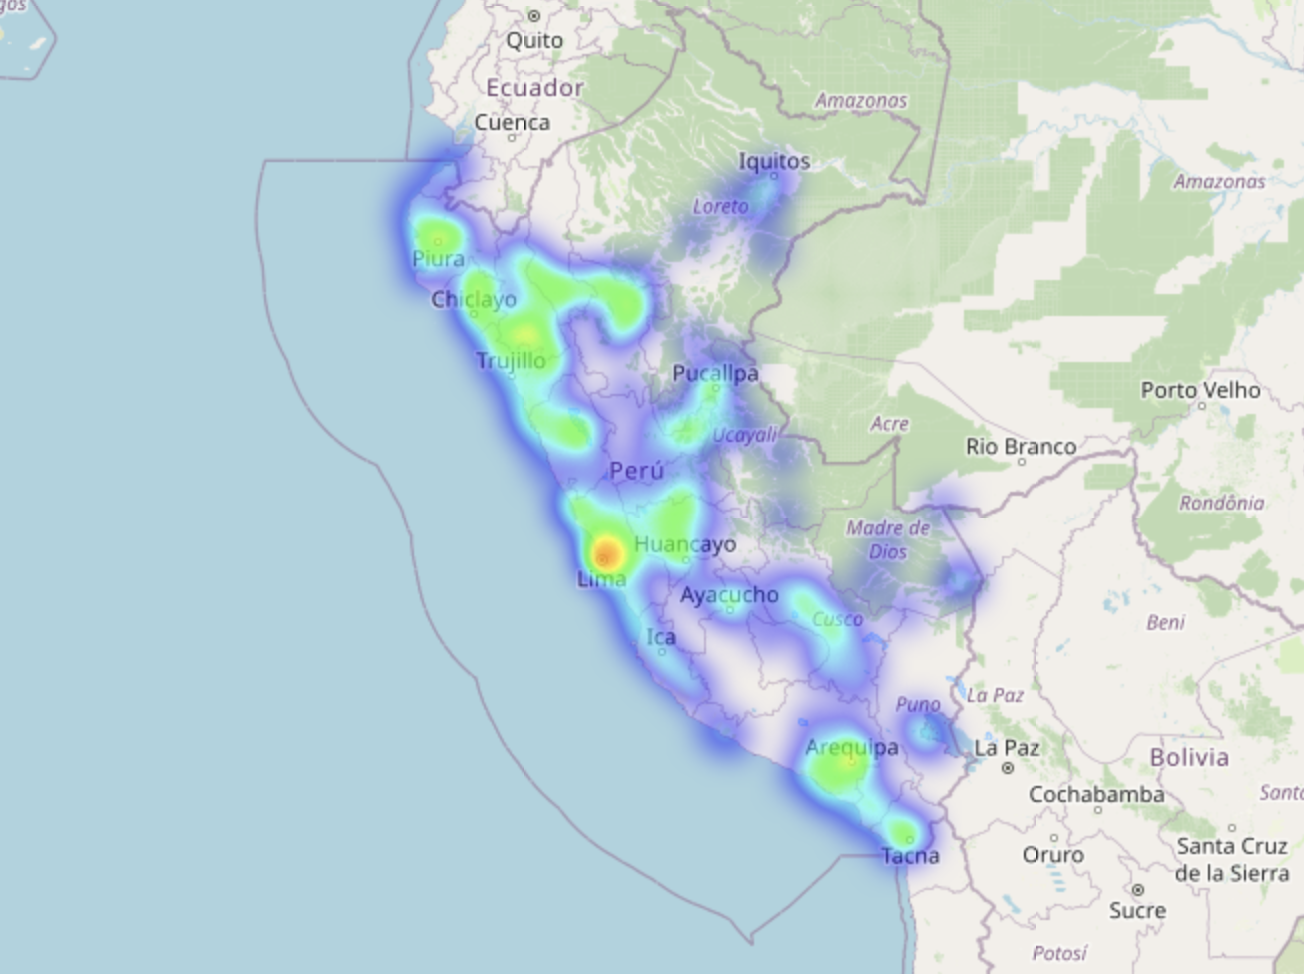 gos
Quito
Ecuador
Cuenca
Amazonas
Iquitos
Amazonas
Loreto
Piura
Chiclayo
Trujillo
Pucallpa
Porto Velho
Acre
Ucayali
Rio Branco
Perú
Rondônia
Madre de
Dios
Huancayo
Lima
Ayacucho
Cusco
Beni
Ica
La Paz
Puno
Arequipa
La Paz
Bolivia
Cochabamba
Santa
Tacna
Oruro
Santa Cruz
de la Sierra
Sucre
Potosí